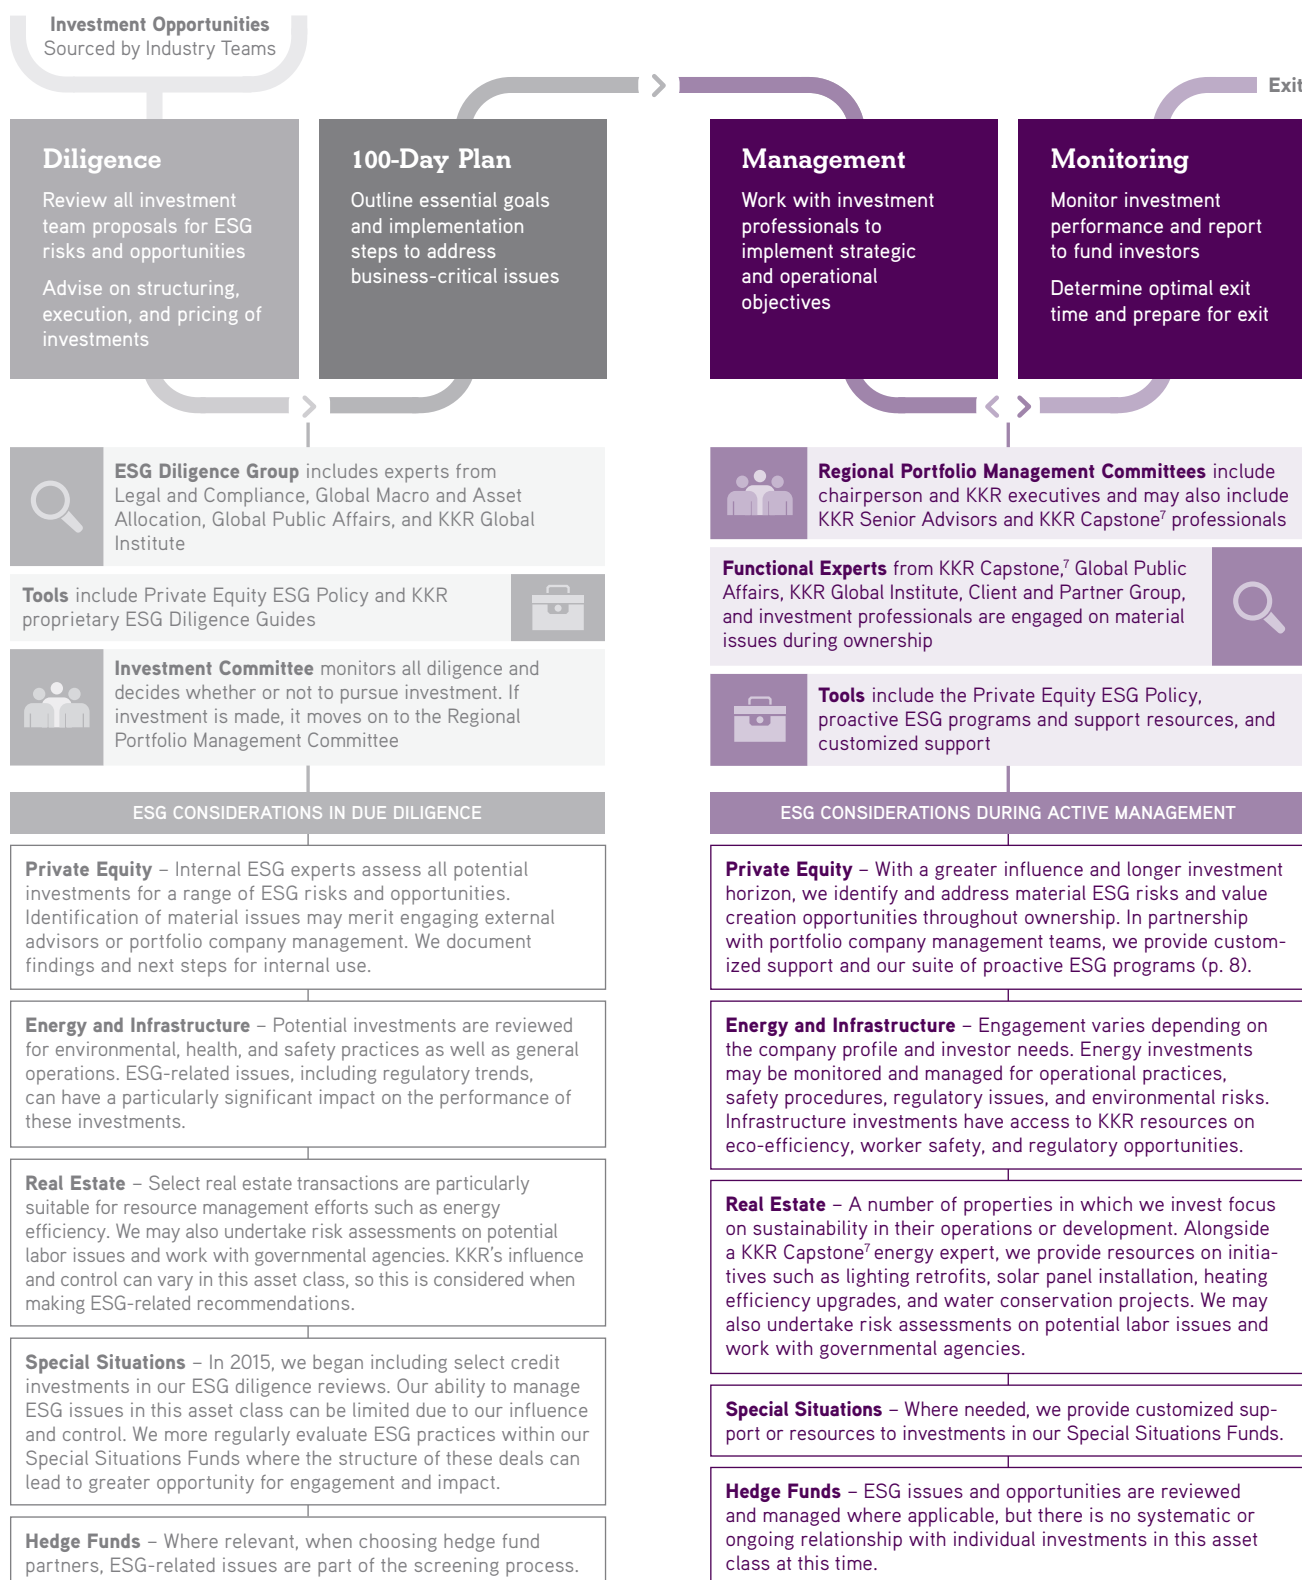 Investment Opportunities
Sourced by Industry Teams
Exit
Diligence
Review all investment
team proposals for ESG
risks and opportunities
Advise on structuring,
execution, and pricing of
investments
100-Day Plan
Outline essential goals
and implementation
steps to address
business-critical issues
Management
Work with investment
professionals to
implement strategic
and operational
objectives
Monitoring
Monitor investment
performance and report
to fund investors
Determine optimal exit
time and prepare for exit
ESG Diligence Group includes experts from
Legal and Compliance, Global Macro and Asset
Allocation, Global Public Affairs, and KKR Global
Institute
Tools include Private Equity ESG Policy and KKR
proprietary ESG Diligence Guides
Investment Committee monitors all diligence and
decides whether or not to pursue investment. If
investment is made, it moves on to the Regional
Portfolio Management Committee
ESG CONSIDERATIONS IN DUE DILIGENCE
Private Equity – Internal ESG experts assess all potential
investments for a range of ESG risks and opportunities.
Identification of material issues may merit engaging external
advisors or portfolio company management. We document
findings and next steps for internal use.
Energy and Infrastructure – Potential investments are reviewed
for environmental, health, and safety practices as well as general
operations. ESG-related issues, including regulatory trends,
can have a particularly significant impact on the performance of
these investments.
Real Estate – Select real estate transactions are particularly
suitable for resource management efforts such as energy
efficiency. We may also undertake risk assessments on potential
labor issues and work with governmental agencies. KKR's influence
and control can vary in this asset class, so this is considered when
making ESG-related recommendations.
Special Situations – In 2015, we began including select credit
investments in our ESG diligence reviews. Our ability to manage
ESG issues in this asset class can be limited due to our influence
and control. We more regularly evaluate ESG practices within our
Special Situations Funds where the structure of these deals can
lead to greater opportunity for engagement and impact.
Hedge Funds – Where relevant, when choosing hedge fund
partners, ESG-related issues are part of the screening process.
Regional Portfolio Management Committees include
chairperson and KKR executives and may also include
KKR Senior Advisors and KKR Capstone⁷ professionals
Functional Experts from KKR Capstone,⁷ Global Public
Affairs, KKR Global Institute, Client and Partner Group,
and investment professionals are engaged on material
issues during ownership
Tools include the Private Equity ESG Policy,
proactive ESG programs and support resources, and
customized support
ESG CONSIDERATIONS DURING ACTIVE MANAGEMENT
Private Equity – With a greater influence and longer investment
horizon, we identify and address material ESG risks and value
creation opportunities throughout ownership. In partnership
with portfolio company management teams, we provide custom-
ized support and our suite of proactive ESG programs (p. 8).
Energy and Infrastructure – Engagement varies depending on
the company profile and investor needs. Energy investments
may be monitored and managed for operational practices,
safety procedures, regulatory issues, and environmental risks.
Infrastructure investments have access to KKR resources on
eco-efficiency, worker safety, and regulatory opportunities.
Real Estate – A number of properties in which we invest focus
on sustainability in their operations or development. Alongside
a KKR Capstone⁷ energy expert, we provide resources on initia-
tives such as lighting retrofits, solar panel installation, heating
efficiency upgrades, and water conservation projects. We may
also undertake risk assessments on potential labor issues and
work with governmental agencies.
Special Situations – Where needed, we provide customized sup-
port or resources to investments in our Special Situations Funds.
Hedge Funds – ESG issues and opportunities are reviewed
and managed where applicable, but there is no systematic or
ongoing relationship with individual investments in this asset
class at this time.